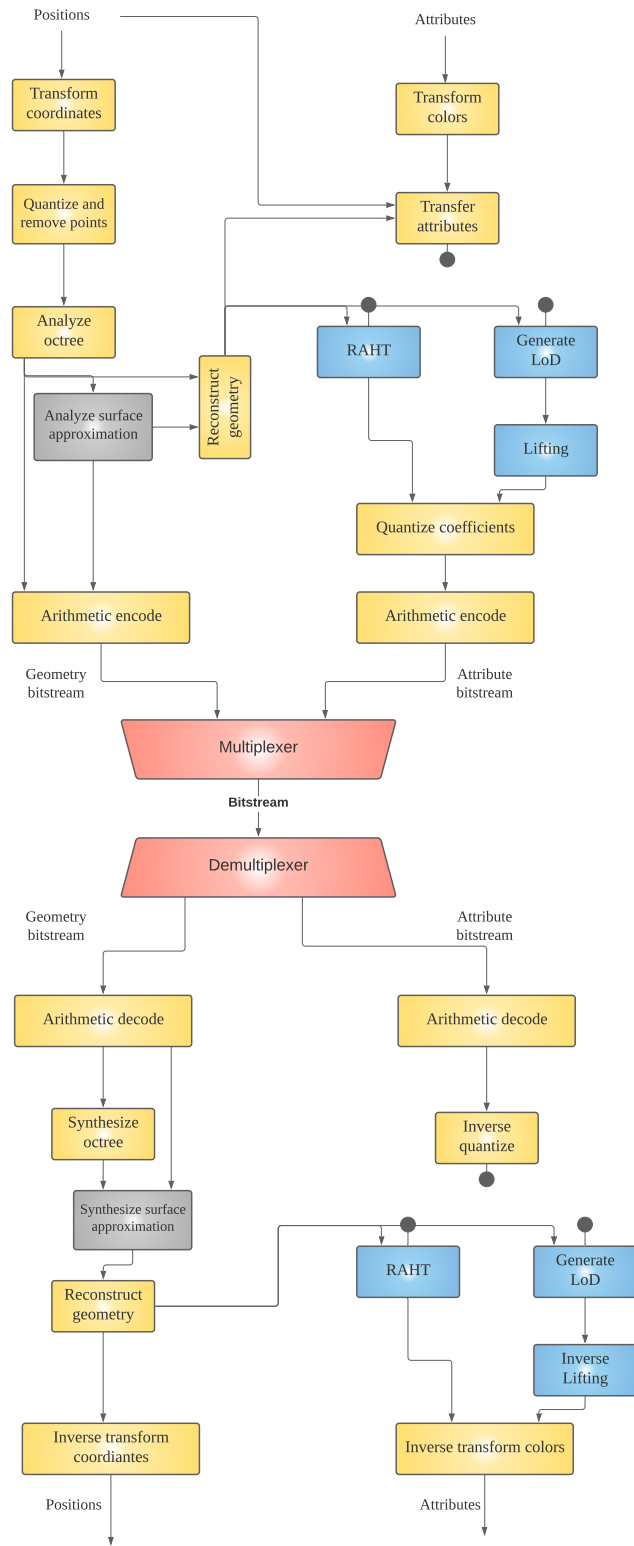 Positions
Attributes
Transform
coordinates
Transform
colors
Quantize and
remove points
Transfer
attributes
Analyze
octree
RAHT
Generate
LoD
Reconstruct
geometry
Analyze surface
approximation
Lifting
Quantize coefficients
Arithmetic encode
Arithmetic encode
Geometry
bitstream
Attribute
bitstream
Multiplexer
Bitstream
Demultiplexer
Geometry
bitstream
Attribute
bitstream
Arithmetic decode
Arithmetic decode
Synthesize
octree
Inverse
quantize
Synthesize surface
approximation
RAHT
Generate
LoD
Reconstruct
geometry
Inverse
Lifting
Inverse transform
coordiantes
Inverse transform colors
Positions
Attributes